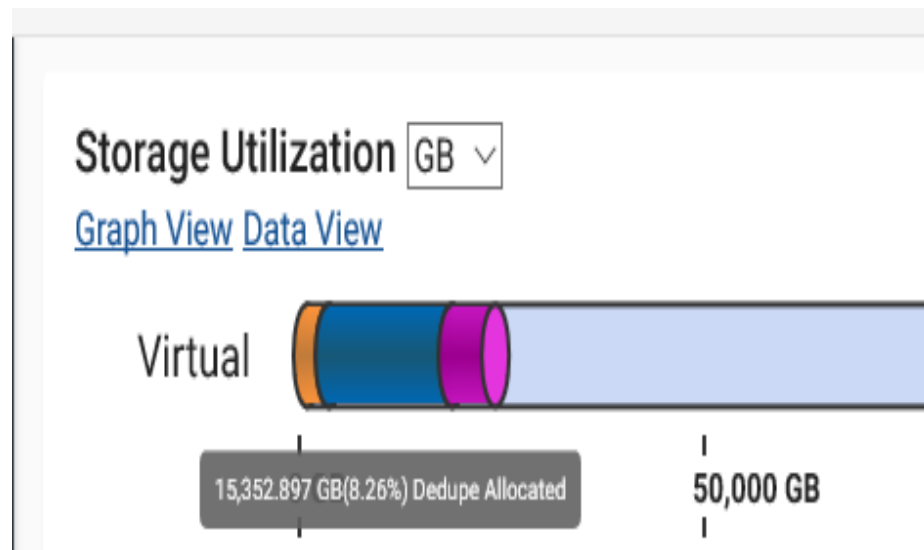 Storage Utilization GB
Graph View Data View
Virtual
15,352.897 GB(8.26%) Dedupe Allocated
50,000 GB